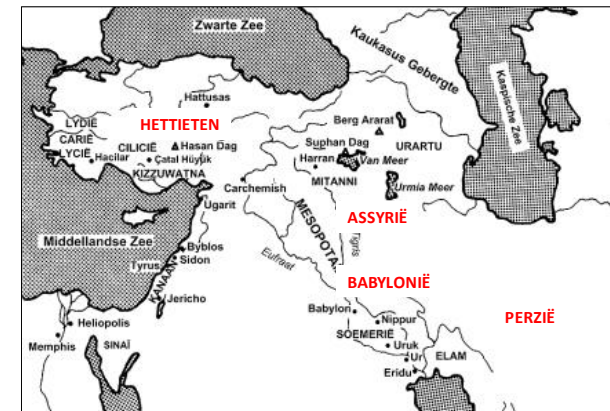 Zwarte Zee
Kaukasus Gebergte
Kaspische Zee
Hattusas
LYDIË
HETTIETEN
Berg Ararat
CARIË
CILICIË
Hasan Dag
Suphan Dag
URARTU
LYCIË
Hacilar
Çatal Hüyük
Harran
Van Meer
KIZZUWATNA
Carchemish
MITANNI
Urmia Meer
Ugarit
MESOPOTA
ASSYRIË
Middellandse Zee
Tigris
Byblos
Eufraat
Tyrus
Sidon
KANAÄN
BABYLONIË
Jericho
Babylon
Nippur
PERZIË
Heliopolis
SOEMERIË
Memphis
SINAÏ
Uruk
Ur
ELAM
Eridu